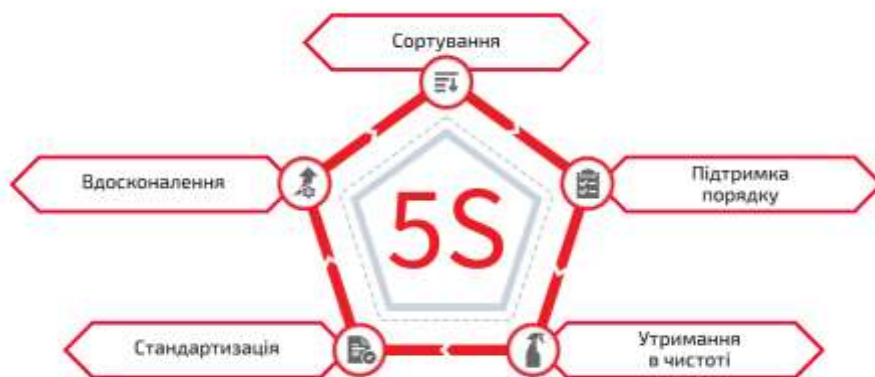 Сортування
Підтримка
порядку
Утримання
в чистоті
Стандартизація
Вдосконалення
5S